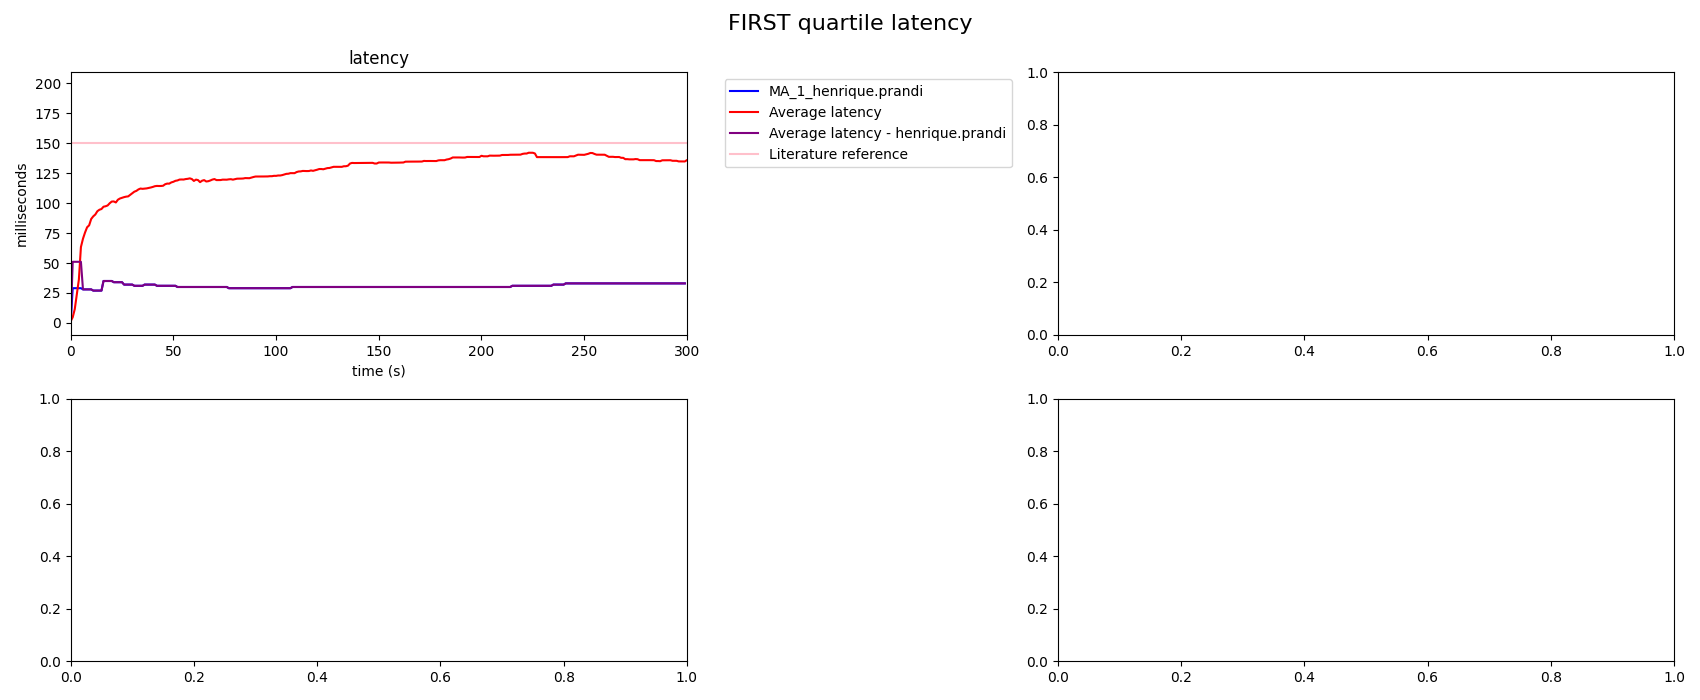 FIRST quartile latency
latency
200
175
150
125
100
75
50
25
0
milliseconds
0 50 100 150 200 250 300
time (s)
MA_1_henrique.prandi
Average latency
Average latency - henrique.prandi
Literature reference
1.0
0.8
0.6
0.4
0.2
0.0
0.0 0.2 0.4 0.6 0.8 1.0
1.0
0.8
0.6
0.4
0.2
0.0
0.0 0.2 0.4 0.6 0.8 1.0
1.0
0.8
0.6
0.4
0.2
0.0
0.0 0.2 0.4 0.6 0.8 1.0